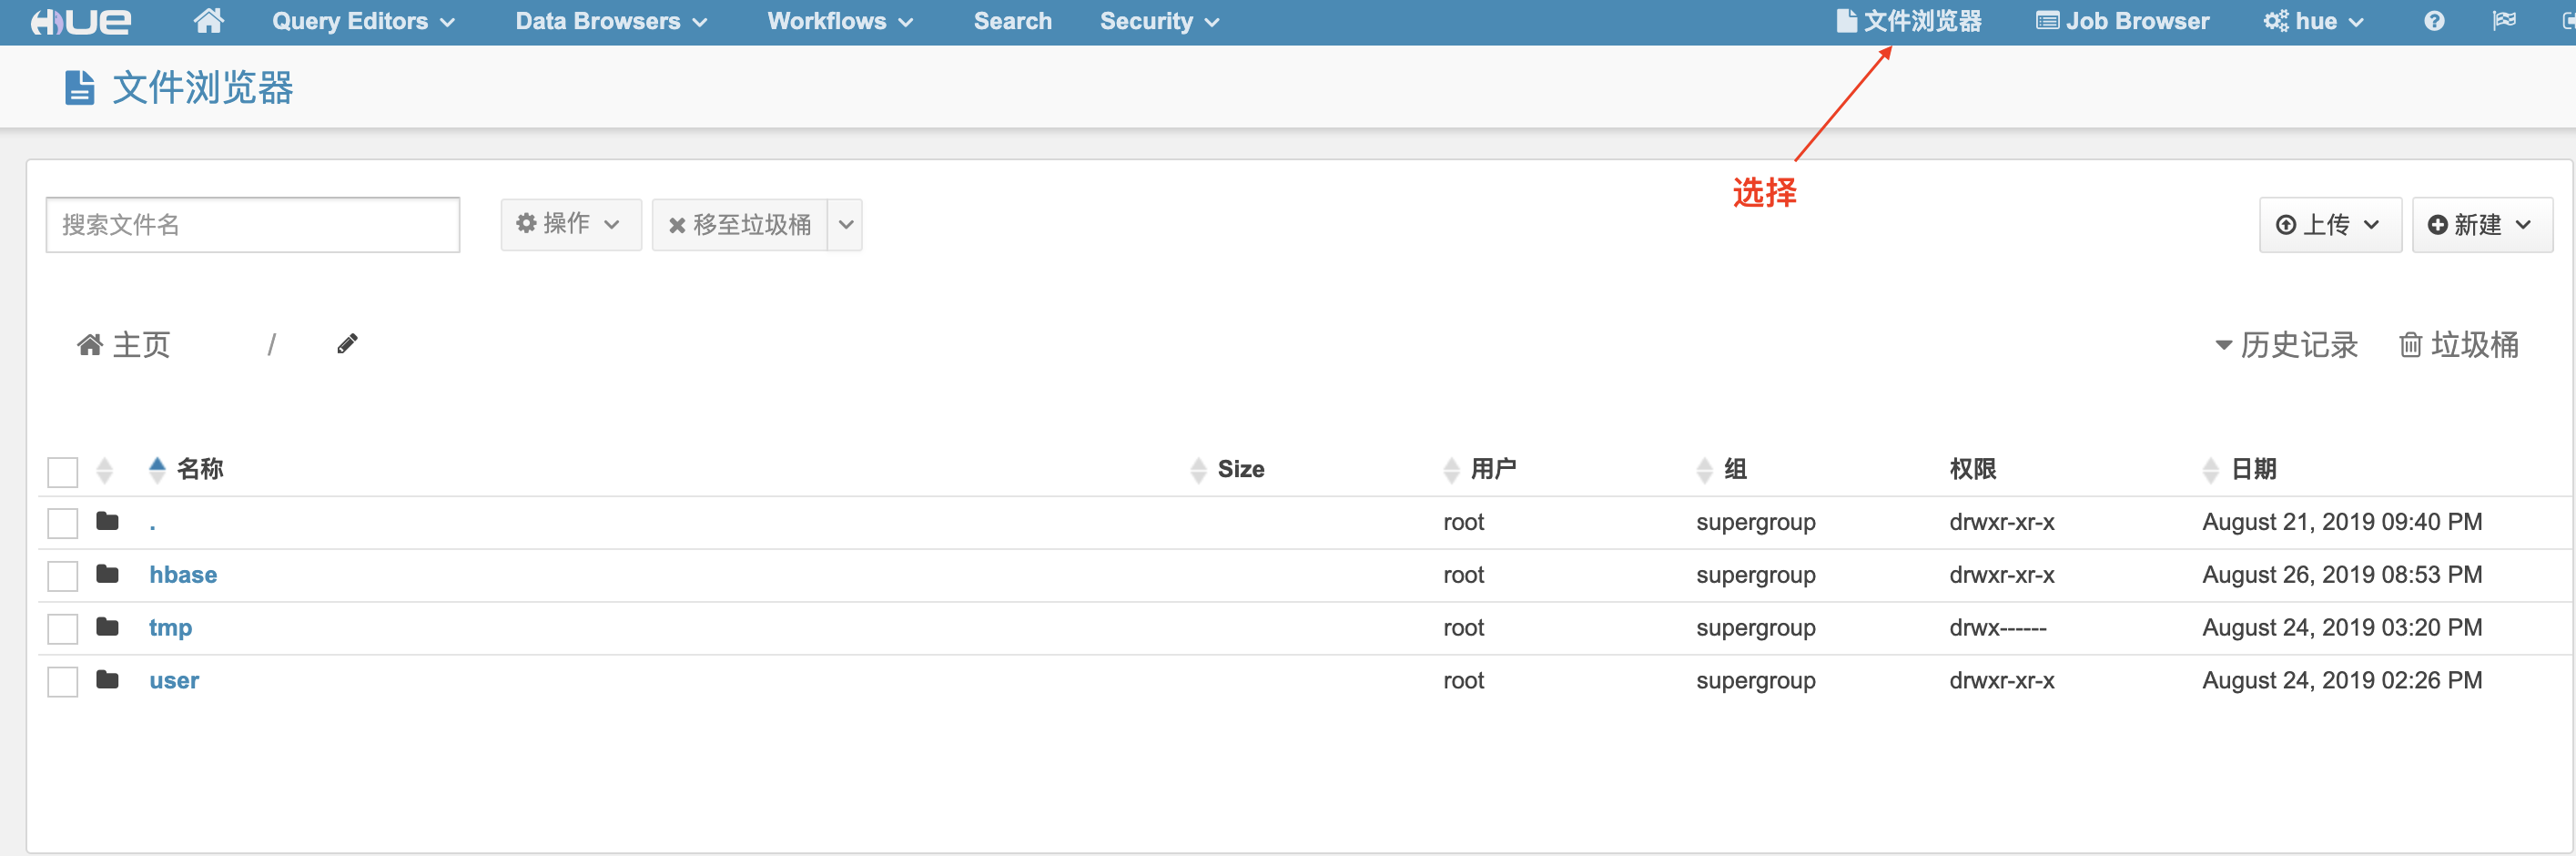 HUE Query Editors Data Browsers Workflows Search Security 文件浏览器 Job Browser hue
文件浏览器
选择
搜索文件名 操作 移至垃圾桶 上传 新建
主页 / 历史记录 垃圾桶
名称 Size 用户 组 权限 日期
. root supergroup drwxr-xr-x August 21, 2019 09:40 PM
hbase root supergroup drwxr-xr-x August 26, 2019 08:53 PM
tmp root supergroup drwx------ August 24, 2019 03:20 PM
user root supergroup drwxr-xr-x August 24, 2019 02:26 PM